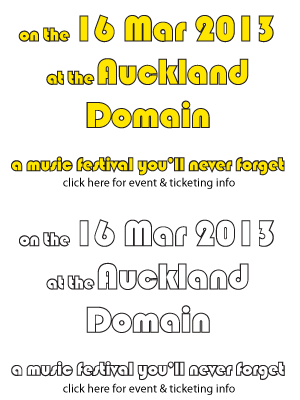 on the 16 Mar 2013
at the Auckland
Domain
a music festival you'll never forget
click here for event & ticketing info
on the 16 Mar 2013
at the Auckland
Domain
a music festival you'll never forget
click here for event & ticketing info